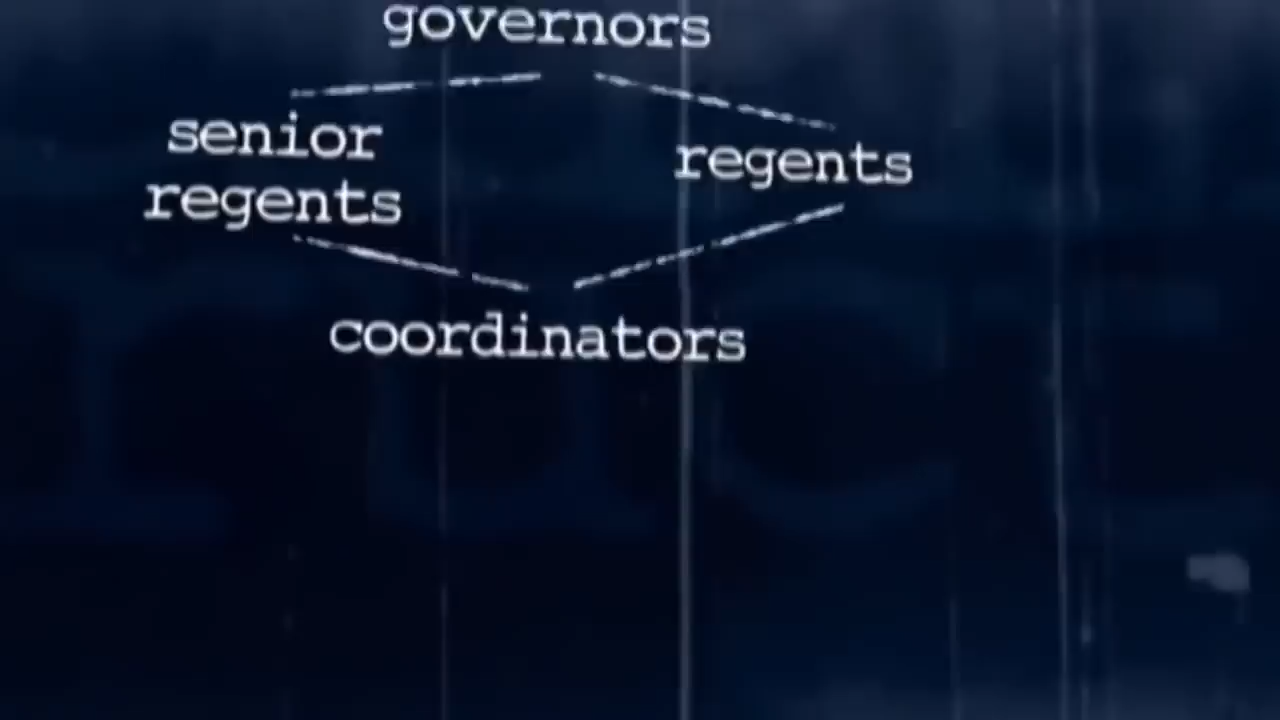 governors
senior
regents
regents
coordinators